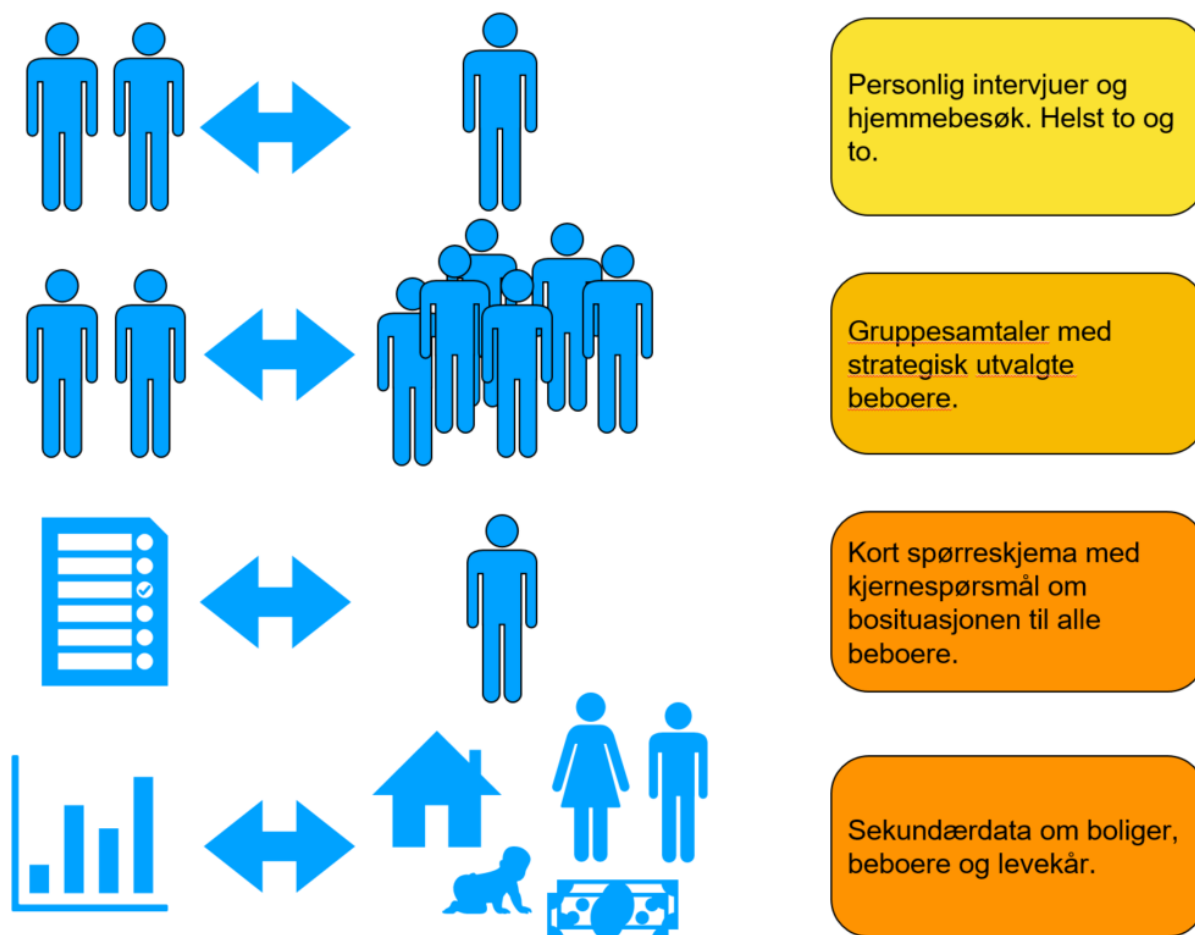 Personlig intervjuer og
hjemmebesøk. Helst to og
to.
Gruppesamtaler med
strategisk utvalgte
beboere.
Kort spørreskjema med
kjernespørsmål om
bosituasjonen til alle
beboere.
Sekundærdata om boliger,
beboere og levekår.